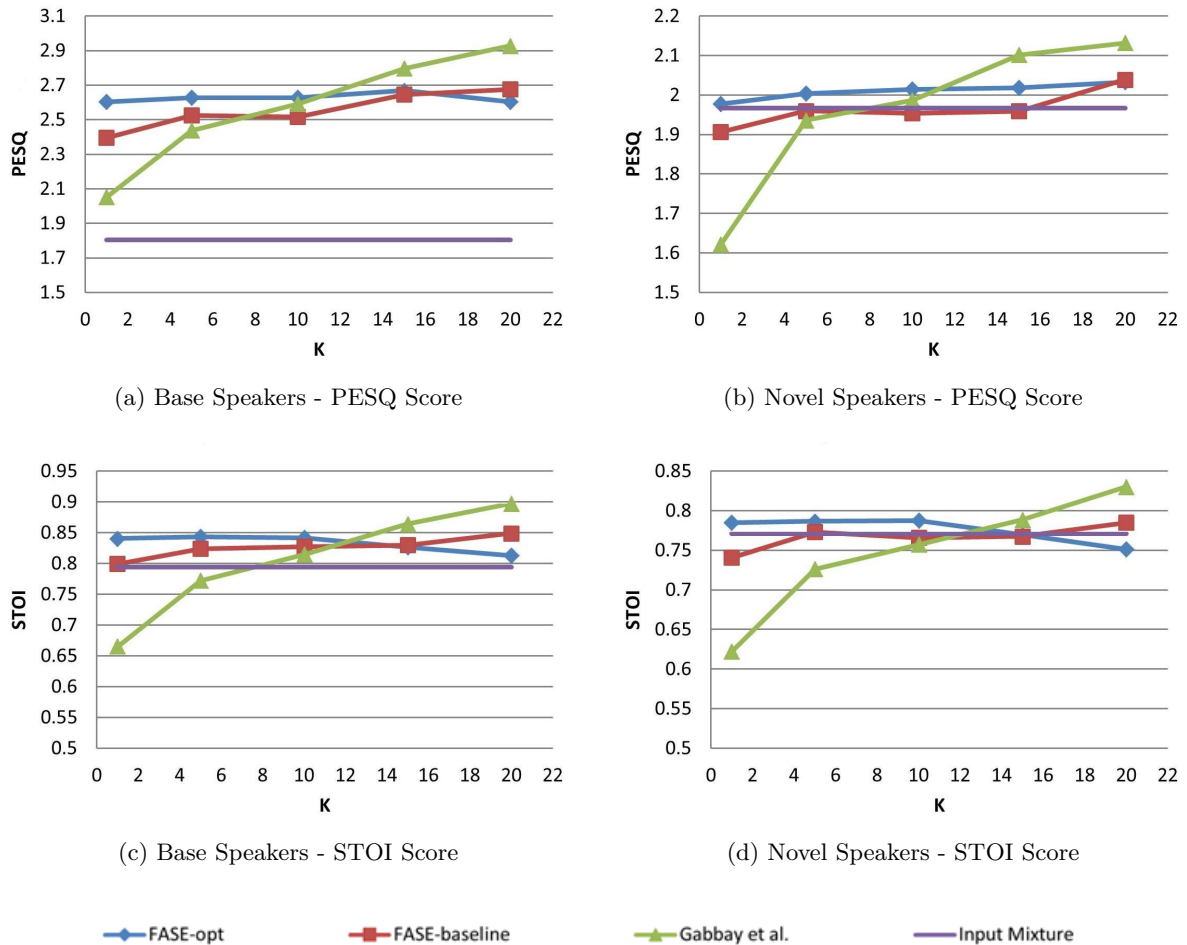 3.1
2.9
2.7
2.5
2.3
2.1
1.9
1.7
1.5
PESQ
0 2 4 6 8 10 12 14 16 18 20 22
K
(a) Base Speakers - PESQ Score
2.2
2.1
2
1.9
1.8
1.7
1.6
1.5
PESQ
0 2 4 6 8 10 12 14 16 18 20 22
K
(b) Novel Speakers - PESQ Score
0.95
0.9
0.85
0.8
0.75
0.7
0.65
0.6
0.55
0.5
STOI
0 2 4 6 8 10 12 14 16 18 20 22
K
(c) Base Speakers - STOI Score
0.85
0.8
0.75
0.7
0.65
0.6
0.55
0.5
STOI
0 2 4 6 8 10 12 14 16 18 20 22
K
(d) Novel Speakers - STOI Score
FASE-opt FASE-baseline Gabbay et al. Input Mixture